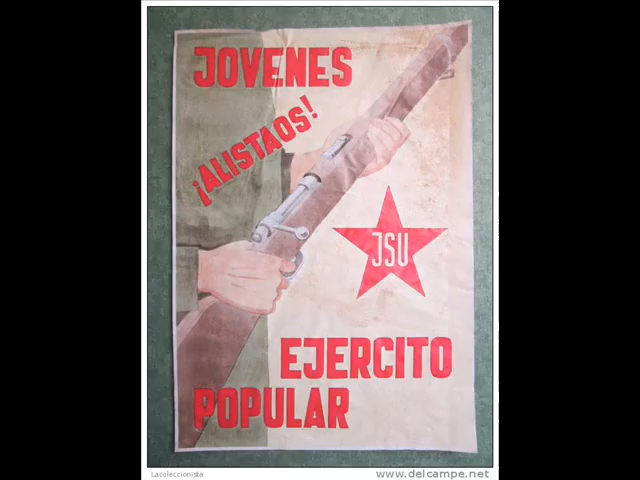 JOVENES
¡ALISTAOS!
JSU
EJERCITO
POPULAR
Lacoleccionista
www.delcampe.net